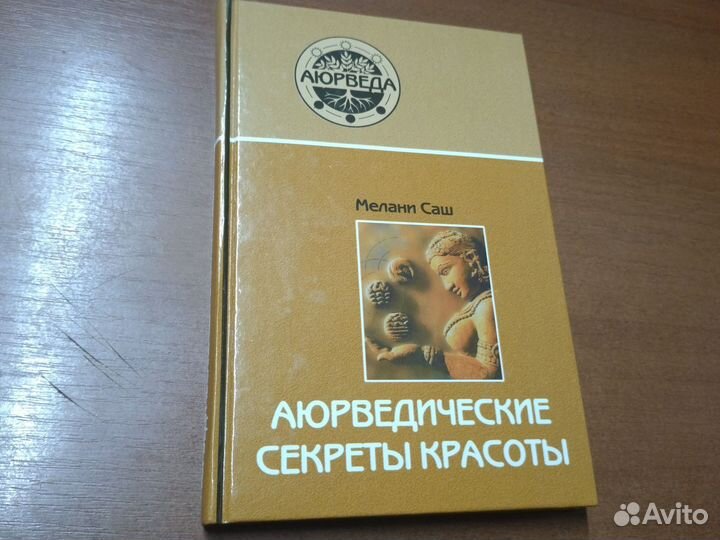 АЮРВЕДА
Мелани Саш
АЮРВЕДИЧЕСКИЕ
СЕКРЕТЫ КРАСОТЫ
Avito